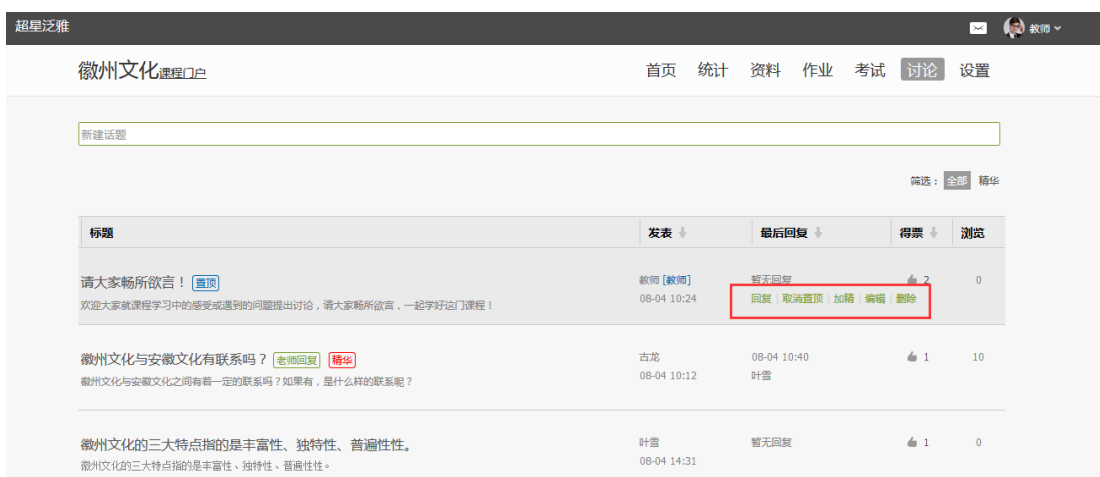 超星泛雅
教师
徽州文化课程门户
首页 统计 资料 作业 考试 讨论 设置
新建话题
筛选： 全部 精华
标题 发表 最后回复 得票 浏览
请大家畅所欲言！ 置顶 教师 [教师] 暂无回复 2 0
欢迎大家就课程学习中的感受或遇到的问题提出讨论，请大家畅所欲言，一起学好这门课程！ 08-04 10:24 回复 取消置顶 加精 编辑 删除
徽州文化与安徽文化有联系吗？ 老师回复 精华 古龙 08-04 10:40 1 10
徽州文化与安徽文化之间有着一定的联系吗？如果有，是什么样的联系呢？ 08-04 10:12 叶雪
徽州文化的三大特点指的是丰富性、独特性、普遍性性。 叶雪 暂无回复 1 0
徽州文化的三大特点指的是丰富性、独特性、普遍性性。 08-04 14:31